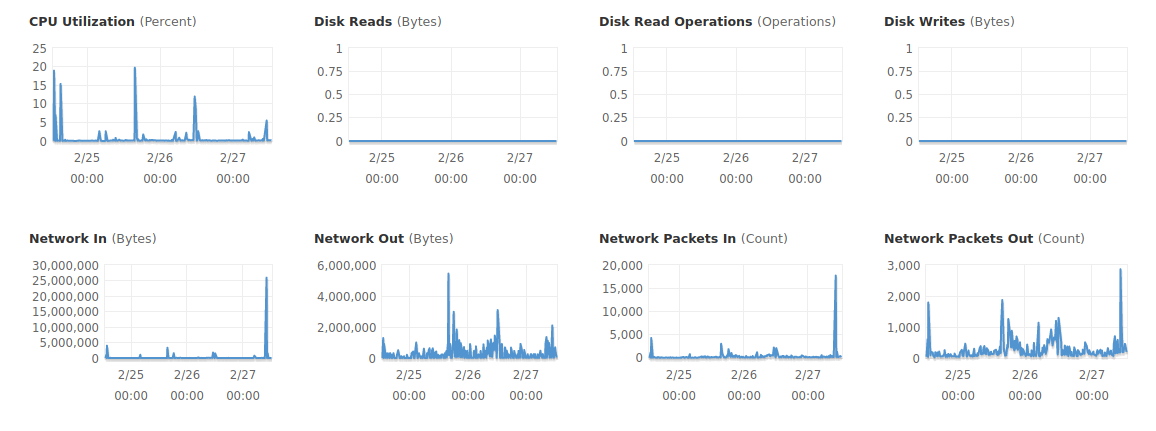 CPU Utilization (Percent)
25
20
15
10
5
0
2/25 2/26 2/27
00:00 00:00 00:00
Disk Reads (Bytes)
1
0.75
0.5
0.25
0
2/25 2/26 2/27
00:00 00:00 00:00
Disk Read Operations (Operations)
1
0.75
0.5
0.25
0
2/25 2/26 2/27
00:00 00:00 00:00
Disk Writes (Bytes)
1
0.75
0.5
0.25
0
2/25 2/26 2/27
00:00 00:00 00:00
Network In (Bytes)
30,000,000
25,000,000
20,000,000
15,000,000
10,000,000
5,000,000
0
2/25 2/26 2/27
00:00 00:00 00:00
Network Out (Bytes)
6,000,000
4,000,000
2,000,000
0
2/25 2/26 2/27
00:00 00:00 00:00
Network Packets In (Count)
20,000
15,000
10,000
5,000
0
2/25 2/26 2/27
00:00 00:00 00:00
Network Packets Out (Count)
3,000
2,000
1,000
0
2/25 2/26 2/27
00:00 00:00 00:00